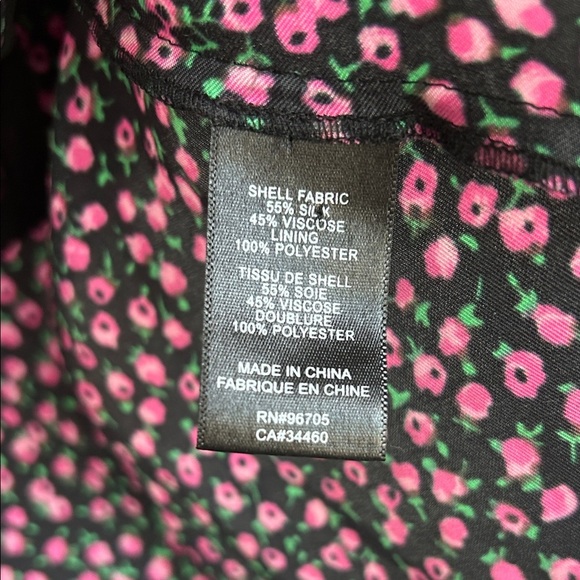 SHELL FABRIC
55% SILK
45% VISCOSE
LINING
100% POLYESTER
TISSU DE SHELL
55% SOIE
45% VISCOSE
DOUBLURE
100% POLYESTER
MADE IN CHINA
FABRIQUE EN CHINE
RN#96705
CA#34460